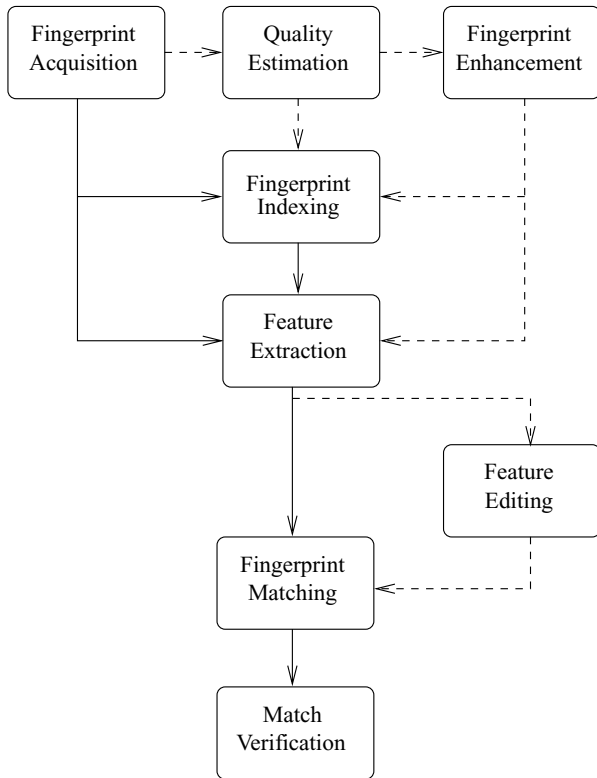 Fingerprint
Acquisition
Quality
Estimation
Fingerprint
Enhancement
Fingerprint
Indexing
Feature
Extraction
Feature
Editing
Fingerprint
Matching
Match
Verification